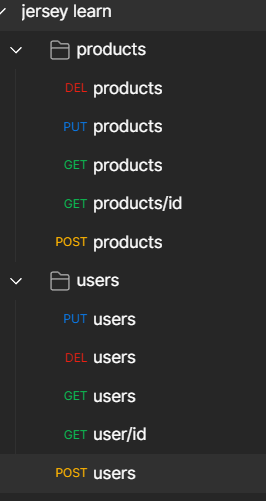 jersey learn
products
DEL products
PUT products
GET products
GET products/id
POST products
users
PUT users
DEL users
GET users
GET user/id
POST users